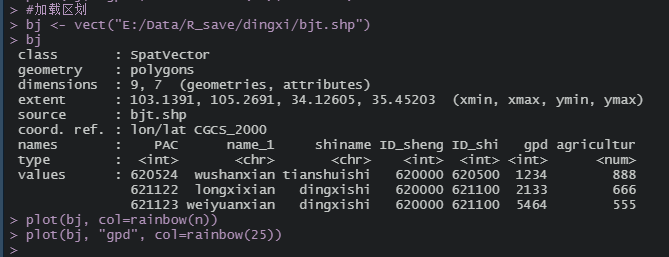 > #加载区划
> bj <- vect("E:/Data/R_save/dingxi/bjt.shp")
> bj
class       : SpatVector
geometry    : polygons
dimensions  : 9, 7  (geometries, attributes)
extent      : 103.1391, 105.2691, 34.12605, 35.45203  (xmin, xmax, ymin, ymax)
source      : bjt.shp
coord. ref. : lon/lat CGCS_2000
names       :    PAC       name_1     shiname ID_sheng ID_shi   gpd agricultur
type        :  <int>        <chr>       <chr>    <int>  <int> <int>      <num>
values      : 620524   wushanxian tianshuishi   620000 620500  1234        888
621122   longxixian   dingxishi   620000 621100  2133        666
621123 weiyuanxian   dingxishi   620000 621100  5464        555
> plot(bj, col=rainbow(n))
> plot(bj, "gpd", col=rainbow(25))
>